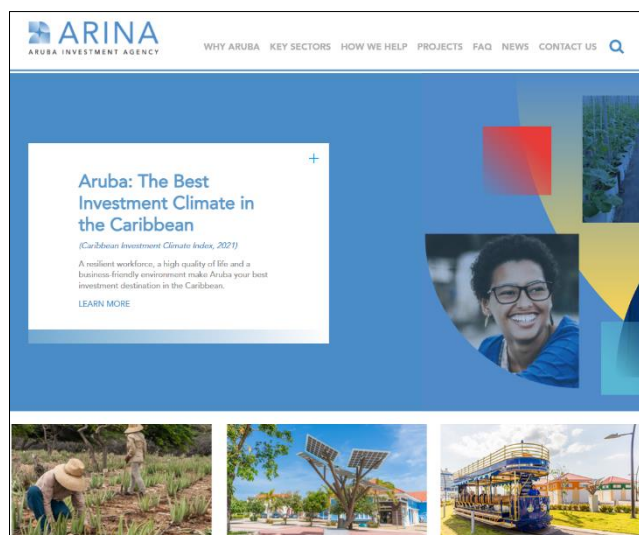 ARINA
ARUBA INVESTMENT AGENCY
WHY ARUBA KEY SECTORS HOW WE HELP PROJECTS FAQ NEWS CONTACT US
+
Aruba: The Best
Investment Climate in
the Caribbean
(Caribbean Investment Climate Index, 2021)
A resilient workforce, a high quality of life and a
business-friendly environment make Aruba your best
investment destination in the Caribbean.
LEARN MORE